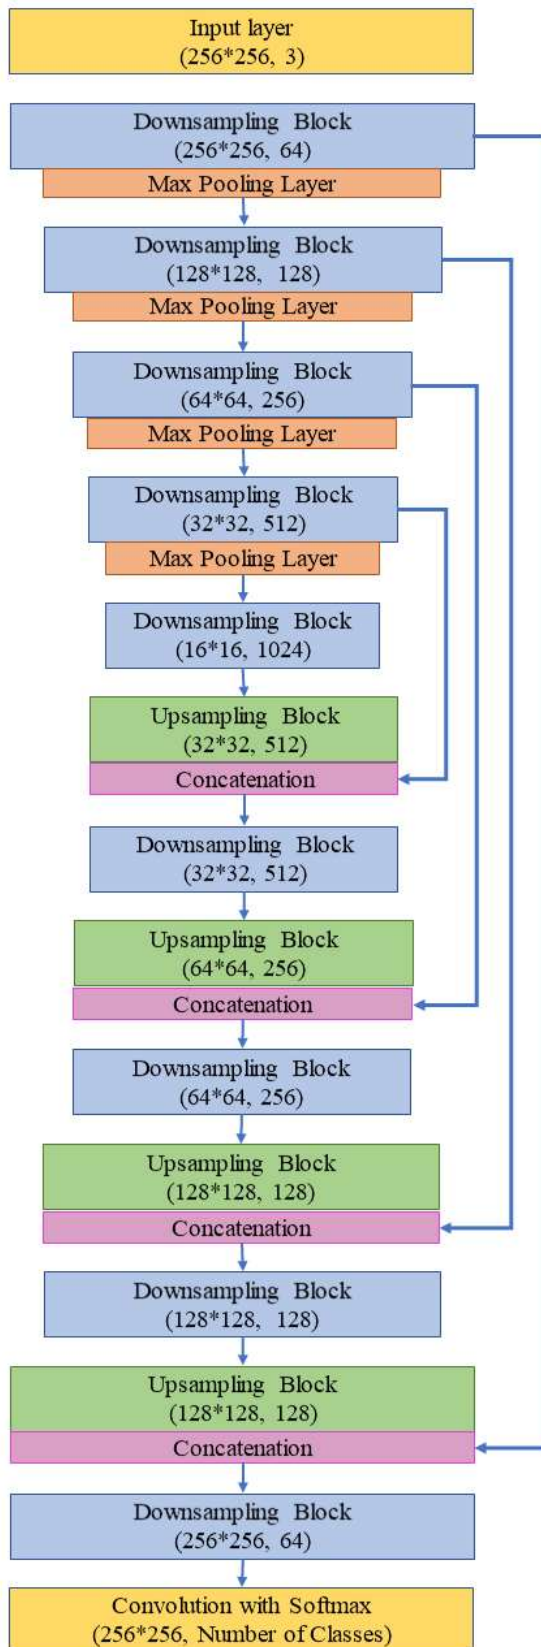 Input layer
(256*256, 3)
Downsampling Block
(256*256, 64)
Max Pooling Layer
Downsampling Block
(128*128, 128)
Max Pooling Layer
Downsampling Block
(64*64, 256)
Max Pooling Layer
Downsampling Block
(32*32, 512)
Max Pooling Layer
Downsampling Block
(16*16, 1024)
Upsampling Block
(32*32, 512)
Concatenation
Downsampling Block
(32*32, 512)
Upsampling Block
(64*64, 256)
Concatenation
Downsampling Block
(64*64, 256)
Upsampling Block
(128*128, 128)
Concatenation
Downsampling Block
(128*128, 128)
Upsampling Block
(128*128, 128)
Concatenation
Downsampling Block
(256*256, 64)
Convolution with Softmax
(256*256, Number of Classes)